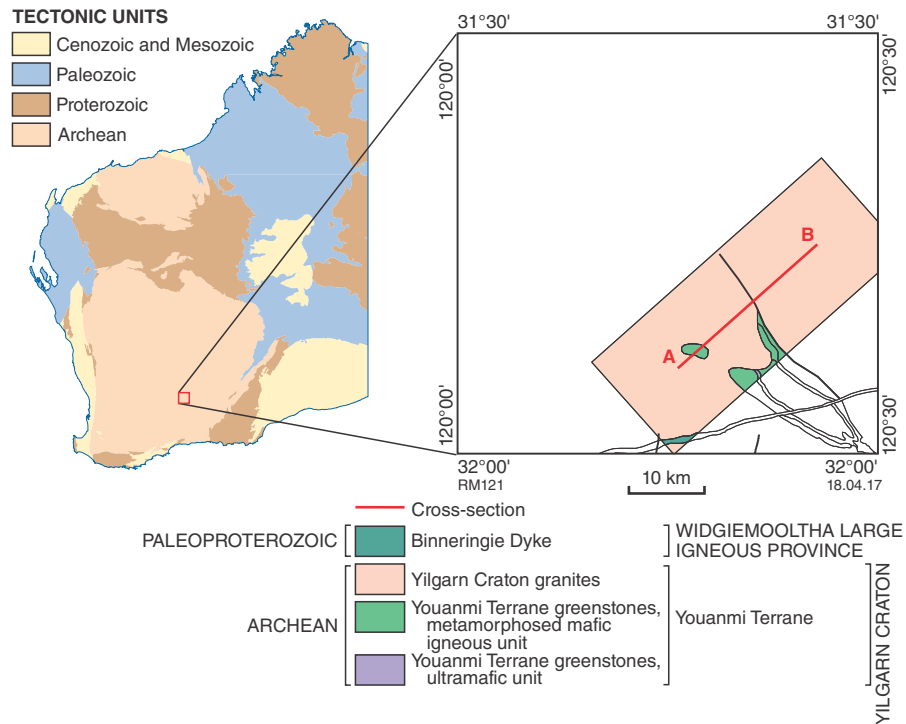 TECTONIC UNITS
Cenozoic and Mesozoic
Paleozoic
Proterozoic
Archean
31°30' 31°30'
120°00'
120°30'
B
A
120°00'
120°30'
32°00' 32°00'
RM121 18.04.17
10 km
Cross-section
PALEOPROTEROZOIC
Binneringie Dyke
WIDGIEMOOLTHA LARGE
IGNEOUS PROVINCE
ARCHEAN
Yilgarn Craton granites
Youanmi Terrane greenstones,
metamorphosed mafic
igneous unit
Youanmi Terrane greenstones,
ultramafic unit
Youanmi Terrane
YILGARN CRATON